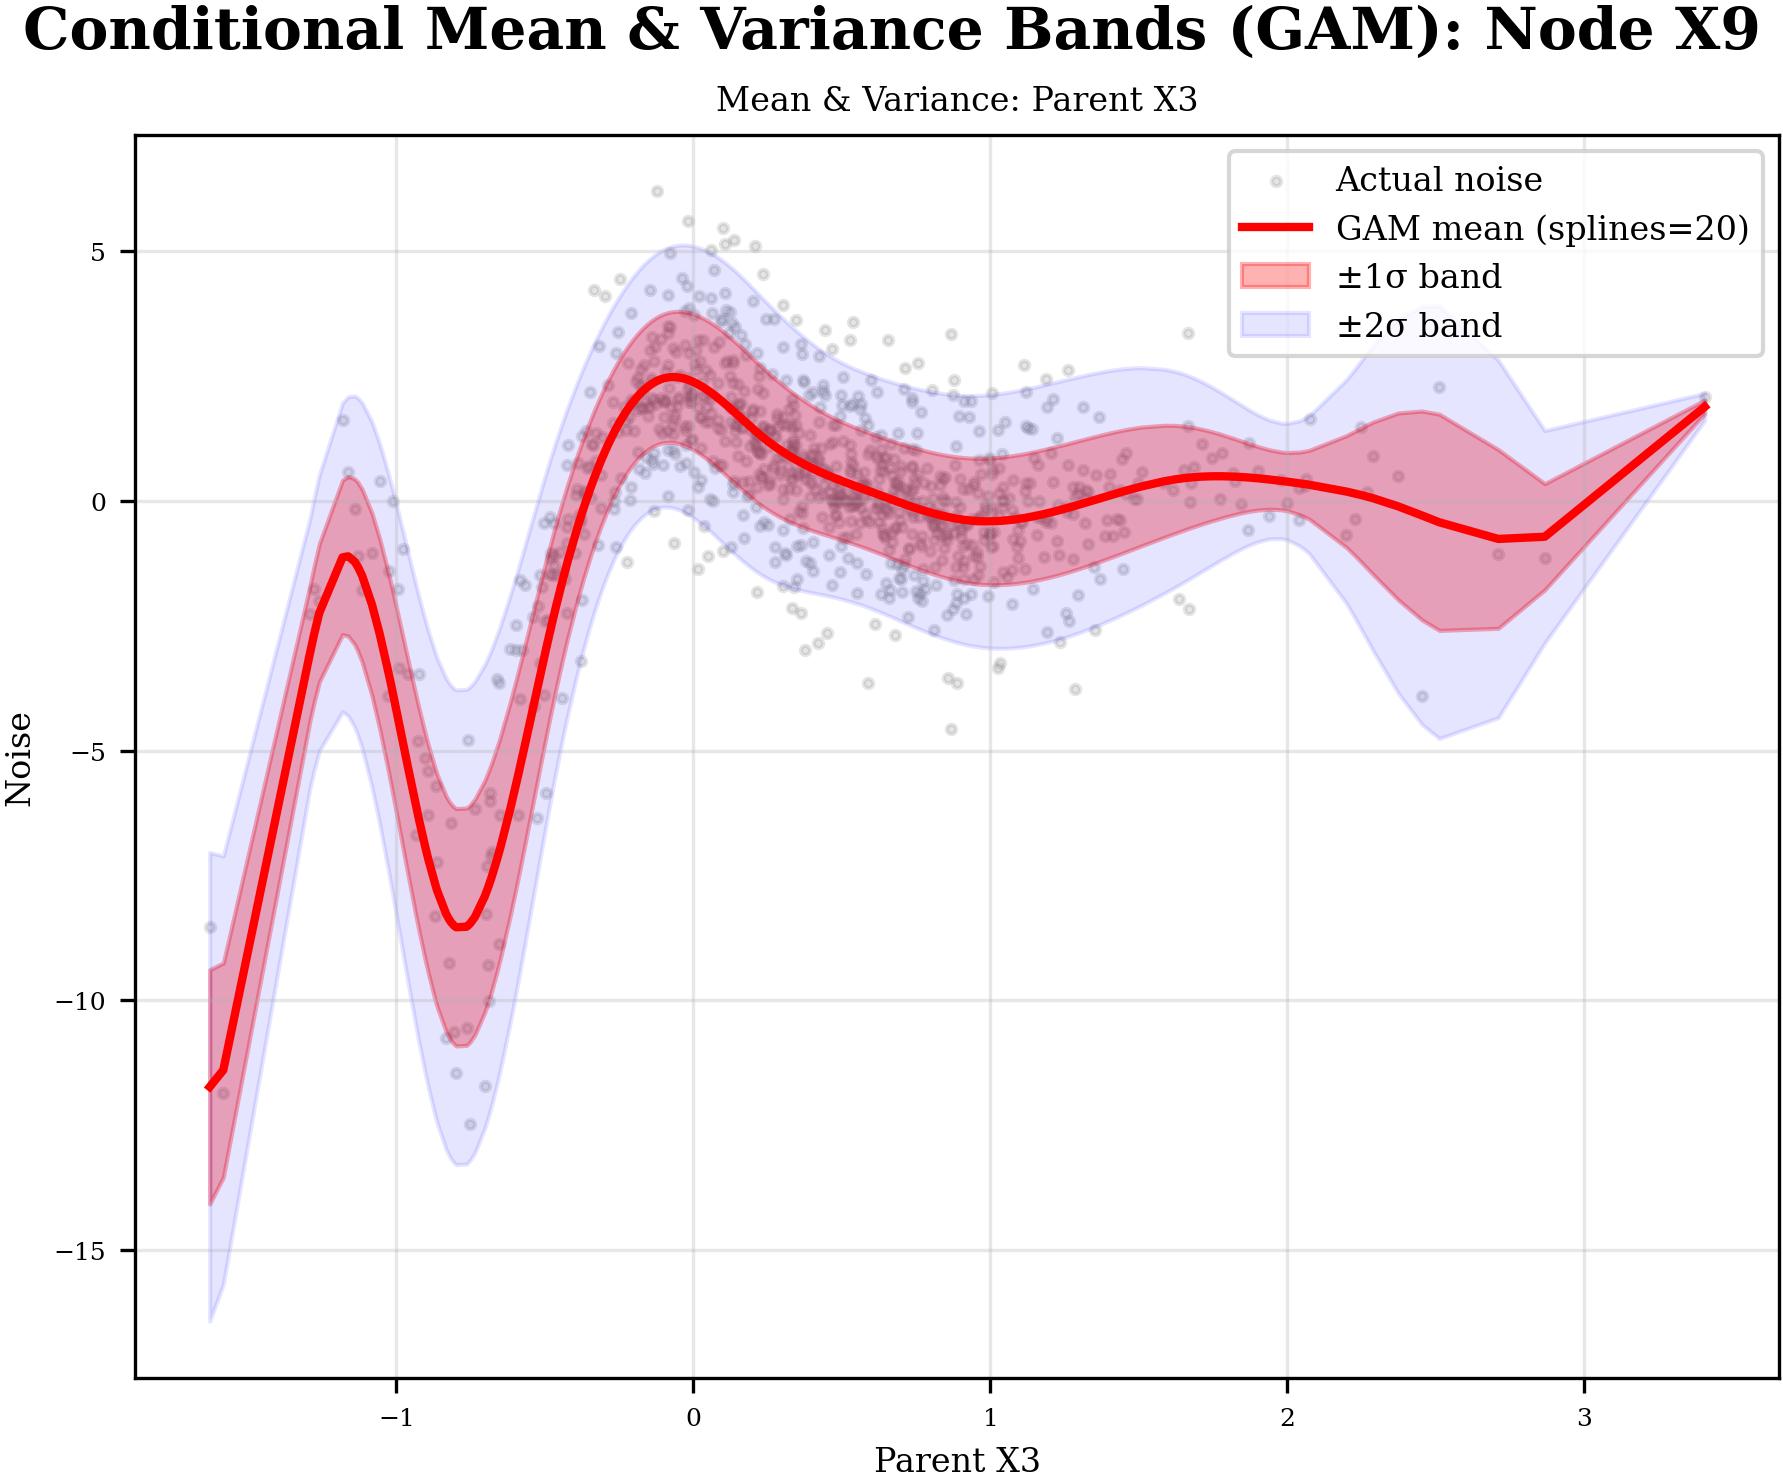 Conditional Mean & Variance Bands (GAM): Node X9
Mean & Variance: Parent X3
Actual noise
GAM mean (splines=20)
±1σ band
±2σ band
Noise
5
0
−5
−10
−15
−1
0
1
2
3
Parent X3